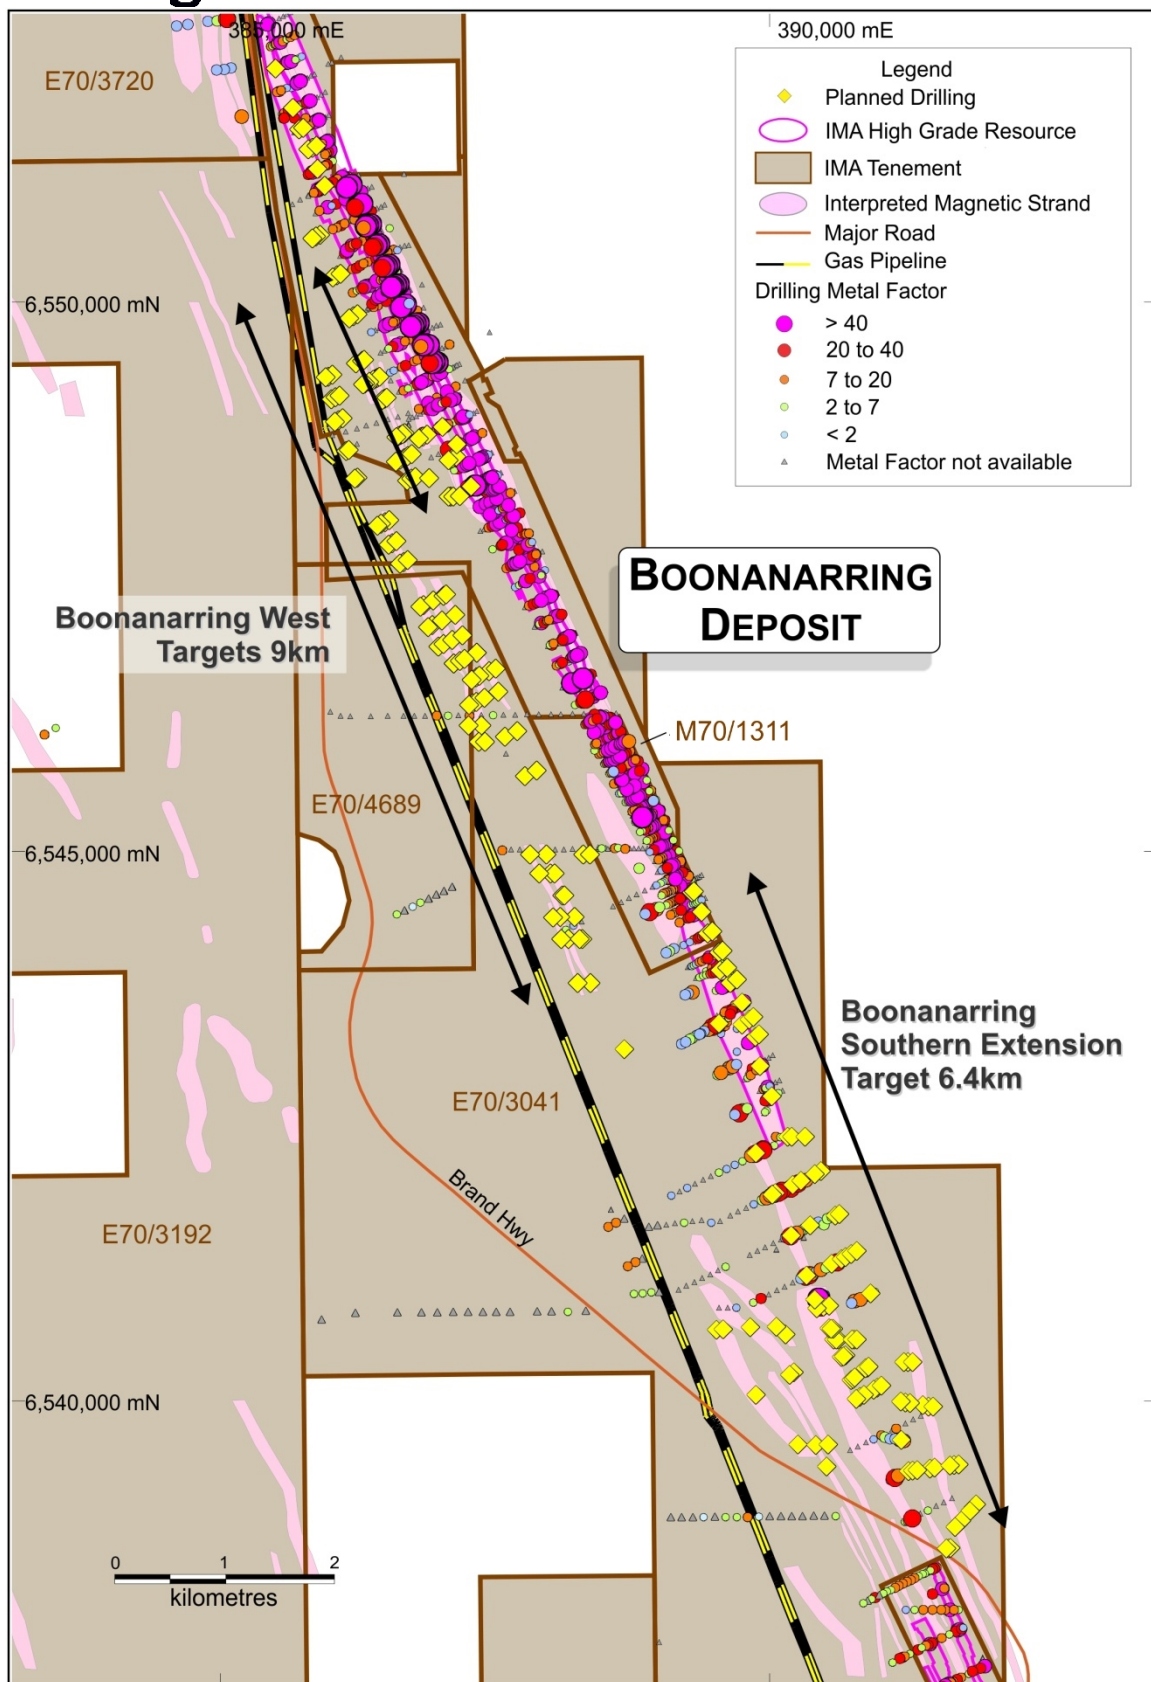 385,000 mE
390,000 mE
E70/3720
Legend
Planned Drilling
IMA High Grade Resource
IMA Tenement
Interpreted Magnetic Strand
Major Road
Gas Pipeline
Drilling Metal Factor
> 40
20 to 40
7 to 20
2 to 7
< 2
Metal Factor not available
6,550,000 mN
BOONANARRING
DEPOSIT
Boonanarring West
Targets 9km
M70/1311
E70/4689
6,545,000 mN
Boonanarring
Southern Extension
Target 6.4km
E70/3041
Brand Hwy
E70/3192
6,540,000 mN
0 1 2
kilometres